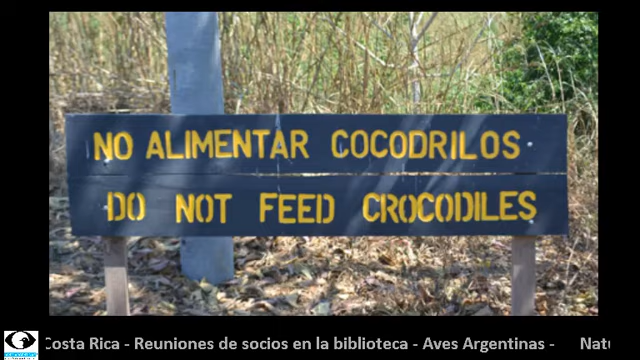 NO ALIMENTAR COCODRILOS
DO NOT FEED CROCODILES
Costa Rica - Reuniones de socios en la biblioteca - Aves Argentinas -